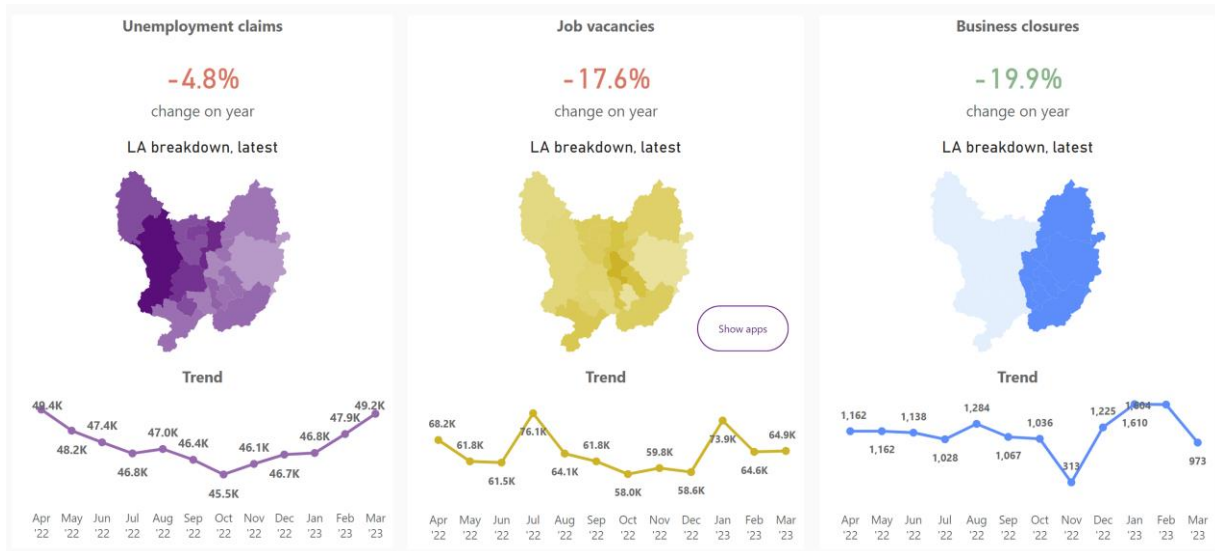 Unemployment claims
-4.8%
change on year
LA breakdown, latest
Trend
49.4K
48.2K
47.4K
46.8K
47.0K
46.4K
45.5K
46.1K
46.7K
46.8K
47.9K
49.2K
Apr '22
May '22
Jun '22
Jul '22
Aug '22
Sep '22
Oct '22
Nov '22
Dec '22
Jan '23
Feb '23
Mar '23
Job vacancies
-17.6%
change on year
LA breakdown, latest
Show apps
Trend
68.2K
61.8K
61.5K
76.1K
64.1K
61.8K
58.0K
59.8K
58.6K
73.9K
64.6K
64.9K
Apr '22
May '22
Jun '22
Jul '22
Aug '22
Sep '22
Oct '22
Nov '22
Dec '22
Jan '23
Feb '23
Mar '23
Business closures
-19.9%
change on year
LA breakdown, latest
Trend
1,162
1,162
1,138
1,028
1,284
1,067
1,036
313
1,225
1,610
973
Apr '22
May '22
Jun '22
Jul '22
Aug '22
Sep '22
Oct '22
Nov '22
Dec '22
Jan '23
Feb '23
Mar '23